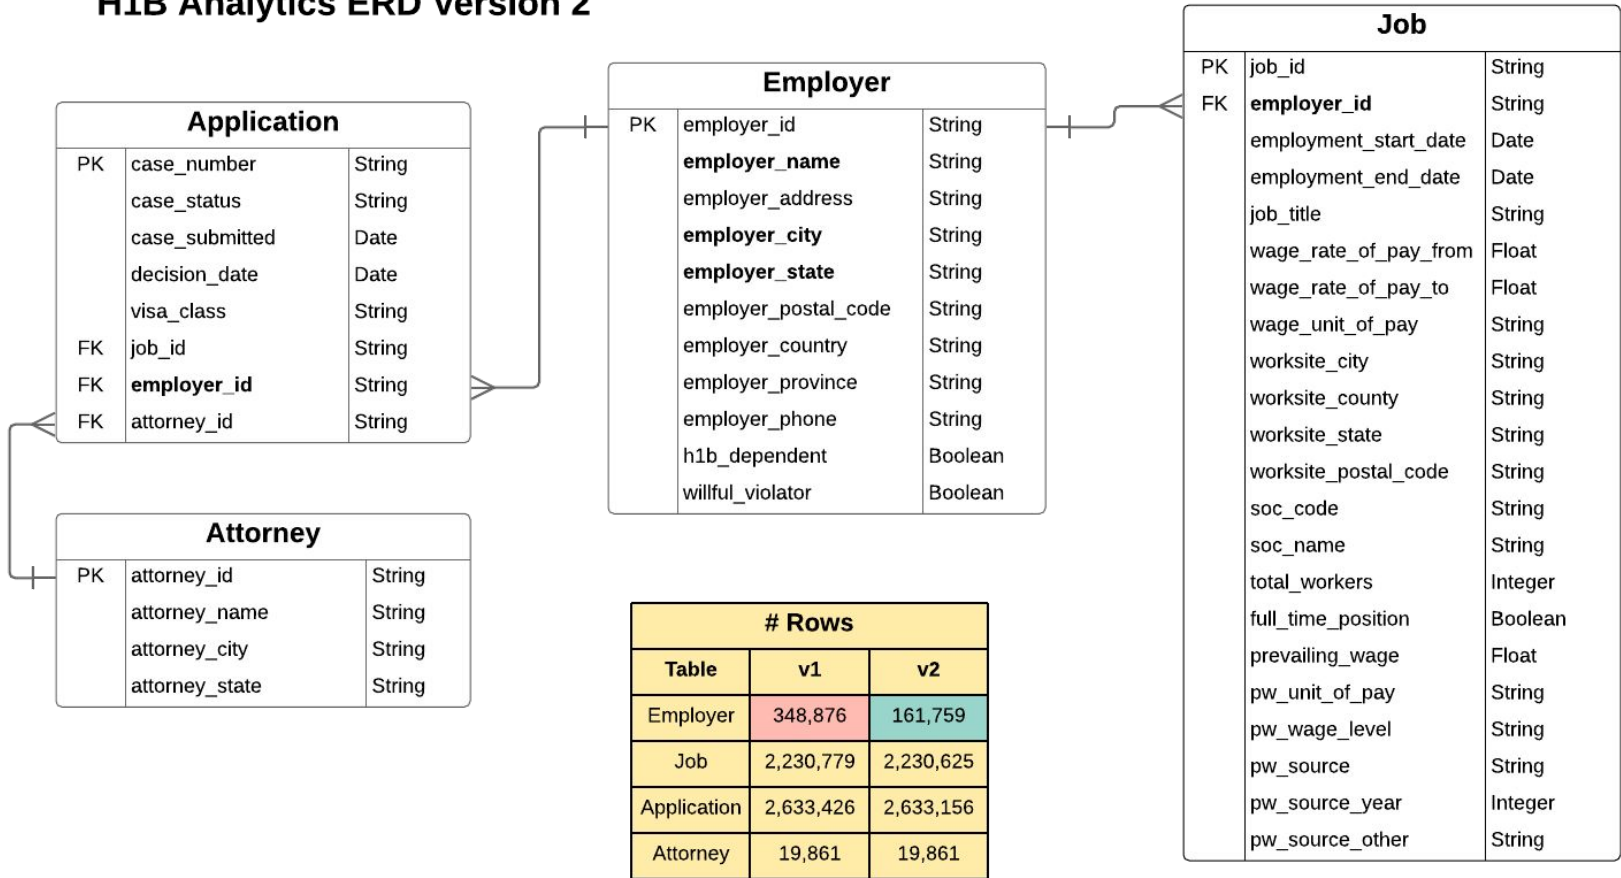 H1B Analytics ERD Version 2
Application
PK case_number String
case_status String
case_submitted Date
decision_date Date
visa_class String
FK job_id String
FK employer_id String
FK attorney_id String
Attorney
PK attorney_id String
attorney_name String
attorney_city String
attorney_state String
Employer
PK employer_id String
employer_name String
employer_address String
employer_city String
employer_state String
employer_postal_code String
employer_country String
employer_province String
employer_phone String
h1b_dependent Boolean
willful_violator Boolean
# Rows
Table v1 v2
Employer 348,876 161,759
Job 2,230,779 2,230,625
Application 2,633,426 2,633,156
Attorney 19,861 19,861
Job
PK job_id String
FK employer_id String
employment_start_date Date
employment_end_date Date
job_title String
wage_rate_of_pay_from Float
wage_rate_of_pay_to Float
wage_unit_of_pay String
worksite_city String
worksite_county String
worksite_state String
worksite_postal_code String
soc_code String
soc_name String
total_workers Integer
full_time_position Boolean
prevailing_wage Float
pw_unit_of_pay String
pw_wage_level String
pw_source String
pw_source_year Integer
pw_source_other String